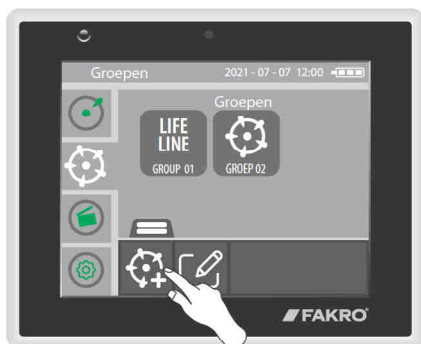 Groepen 2021 - 07 - 07 12:00
Groepen
LIFE
LINE
GROUP 01
GROEP 02
FAKRO